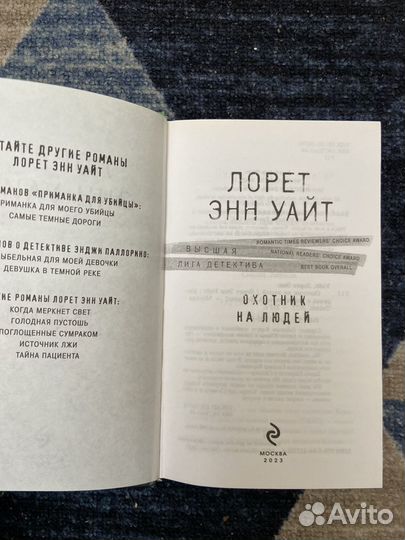 ТАЙТЕ ДРУГИЕ РОМАНЫ
ЛОРЕТ ЭНН УАЙТ
МАНОВ «ПРИМАНКА ДЛЯ УБИЙЦЫ»:
РИМАНКА ДЛЯ МОЕГО УБИЙЦЫ
САМЫЕ ТЕМНЫЕ ДОРОГИ
ОВ О ДЕТЕКТИВЕ ЭНДЖИ ПАЛЛОРИНО:
ЫБЕЛЬНАЯ ДЛЯ МОЕЙ ДЕВОЧКИ
ДЕВУШКА В ТЕМНОЙ РЕКЕ
ИЕ РОМАНЫ ЛОРЕТ ЭНН УАЙТ:
КОГДА МЕРКНЕТ СВЕТ
ГОЛОДНАЯ ПУСТОШЬ
ПОГЛОЩЕННЫЕ СУМРАКОМ
ИСТОЧНИК ЛЖИ
ТАЙНА ПАЦИЕНТА
ЛОРЕТ
ЭНН УАЙТ
ROMANTIC TIMES REVIEWERS' CHOICE AWARD
ВЫСШАЯ NATIONAL READERS' CHOICE AWARD
ЛИГА ДЕТЕКТИВА BEST BOOK OVERALL
ОХОТНИК
НА ЛЮДЕЙ
МОСКВА
2023
Avito